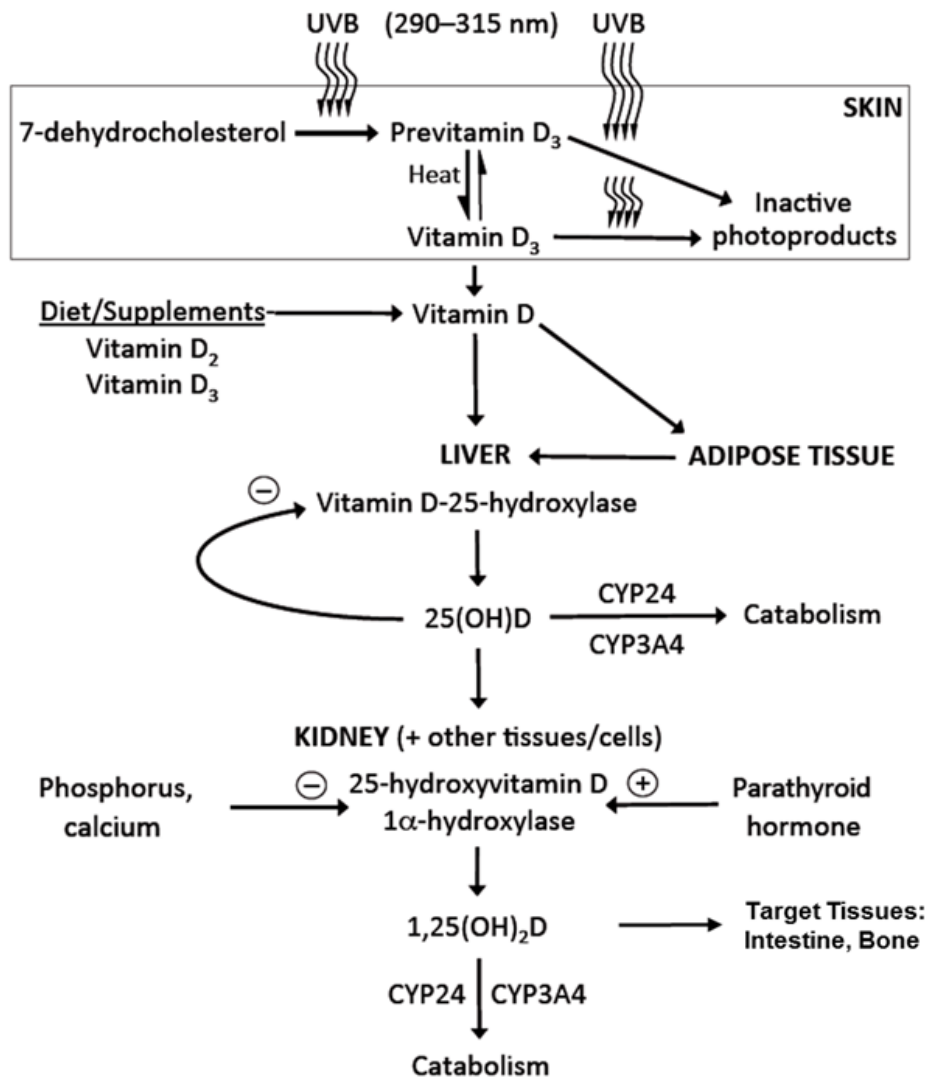 UVB (290–315 nm) UVB
SKIN
7-dehydrocholesterol Previtamin D₃
Heat
Inactive
photoproducts
Vitamin D₃
Diet/Supplements
Vitamin D₂
Vitamin D₃
Vitamin D
LIVER ADIPOSE TISSUE
−
Vitamin D-25-hydroxylase
25(OH)D
CYP24
CYP3A4
Catabolism
KIDNEY (+ other tissues/cells)
Phosphorus,
calcium
−
25-hydroxyvitamin D
1α-hydroxylase
+
Parathyroid
hormone
1,25(OH)₂D
Target Tissues:
Intestine, Bone
CYP24 CYP3A4
Catabolism